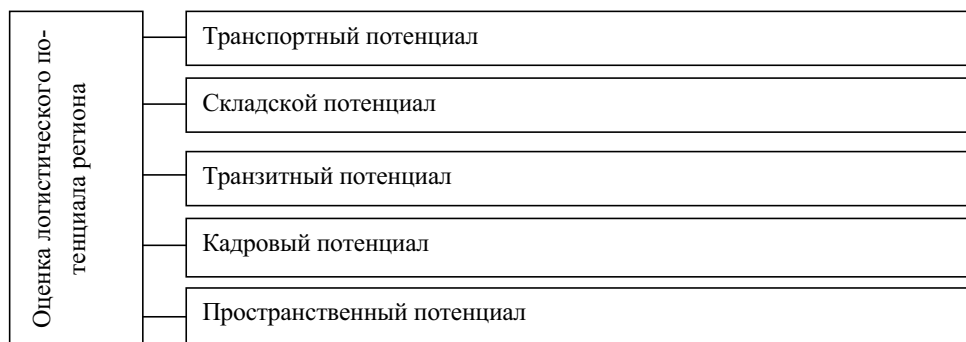 Оценка логистического по-
тенциала региона
Транспортный потенциал
Складской потенциал
Транзитный потенциал
Кадровый потенциал
Пространственный потенциал